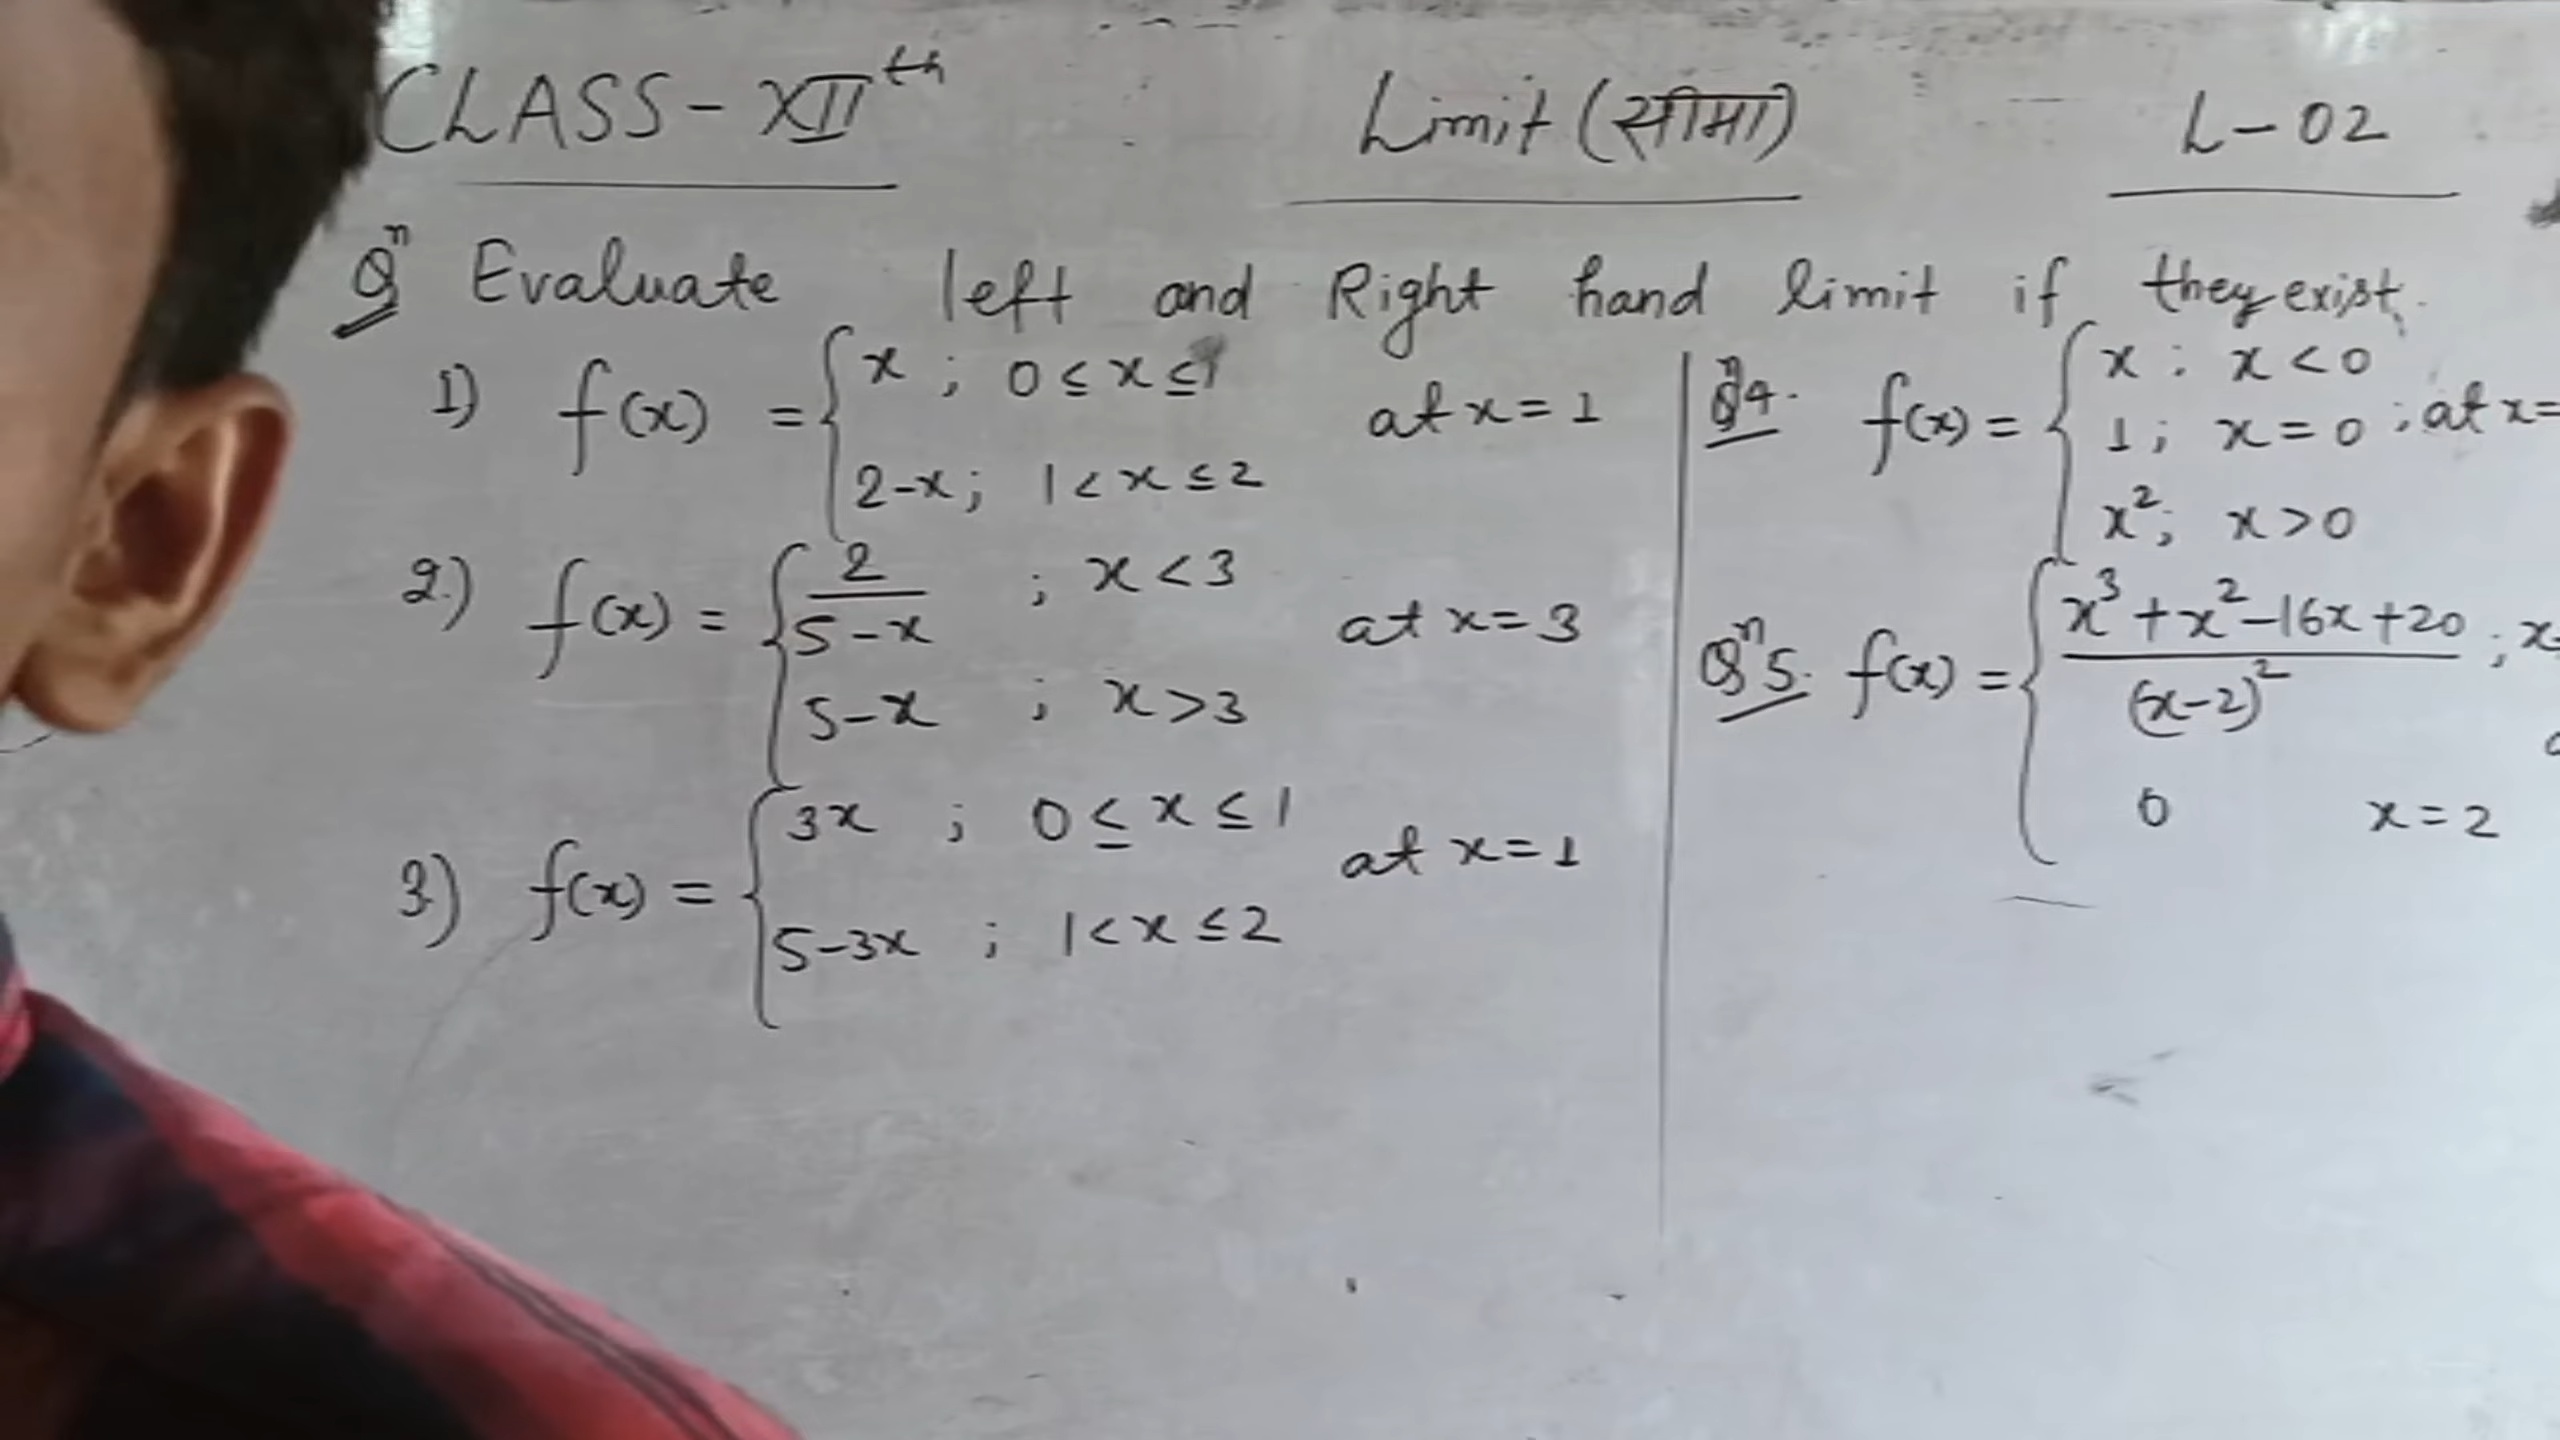 CLASS-XIIth Limit (सीमा) L-02
Qn Evaluate left and Right hand limit if they exist.
1) f(x) = { x ; 0 ≤ x ≤ 1
2-x ; 1 < x ≤ 2
at x = 1
2.) f(x) = { 2/(5-x) ; x < 3
5-x ; x > 3
at x = 3
3) f(x) = { 3x ; 0 ≤ x ≤ 1
5-3x ; 1 < x ≤ 2
at x = 1
Qn4. f(x) = { x ; x < 0
1 ; x = 0 ; at x =
x² ; x > 0
Qn5. f(x) = { (x³+x²-16x+20)/(x-2)² ; x
0 x = 2